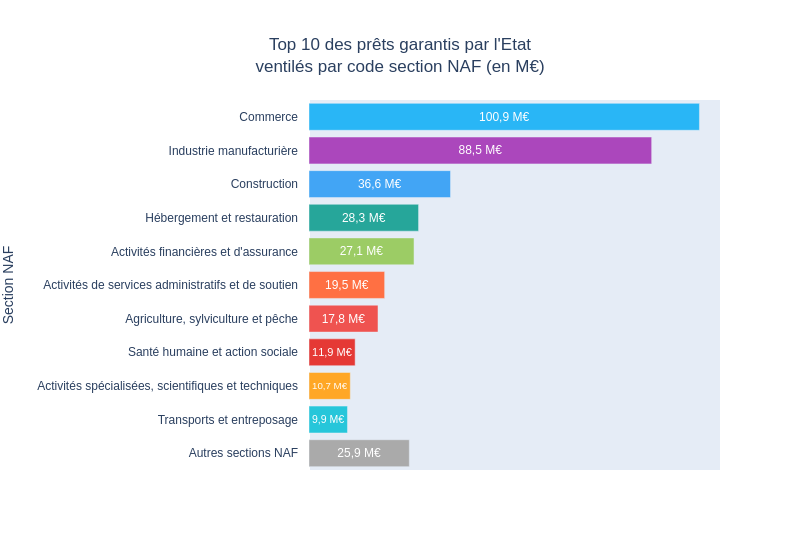 Top 10 des prêts garantis par l'Etat
ventilés par code section NAF (en M€)
Section NAF
Commerce 100,9 M€
Industrie manufacturière 88,5 M€
Construction 36,6 M€
Hébergement et restauration 28,3 M€
Activités financières et d'assurance 27,1 M€
Activités de services administratifs et de soutien 19,5 M€
Agriculture, sylviculture et pêche 17,8 M€
Santé humaine et action sociale 11,9 M€
Activités spécialisées, scientifiques et techniques 10,7 M€
Transports et entreposage 9,9 M€
Autres sections NAF 25,9 M€